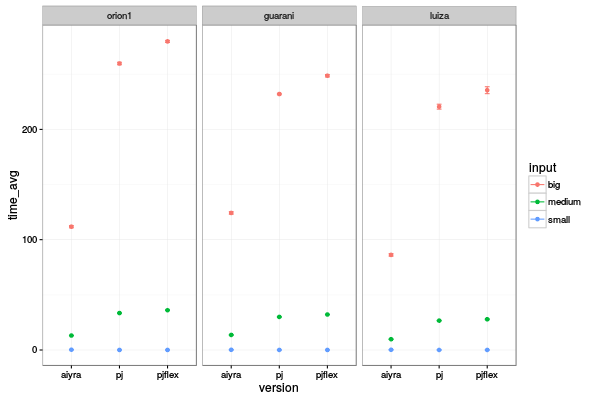 orion1 guarani luiza
time_avg
200
100
0
aiyra pj pjflex aiyra pj pjflex aiyra pj pjflex
version
input
big
medium
small